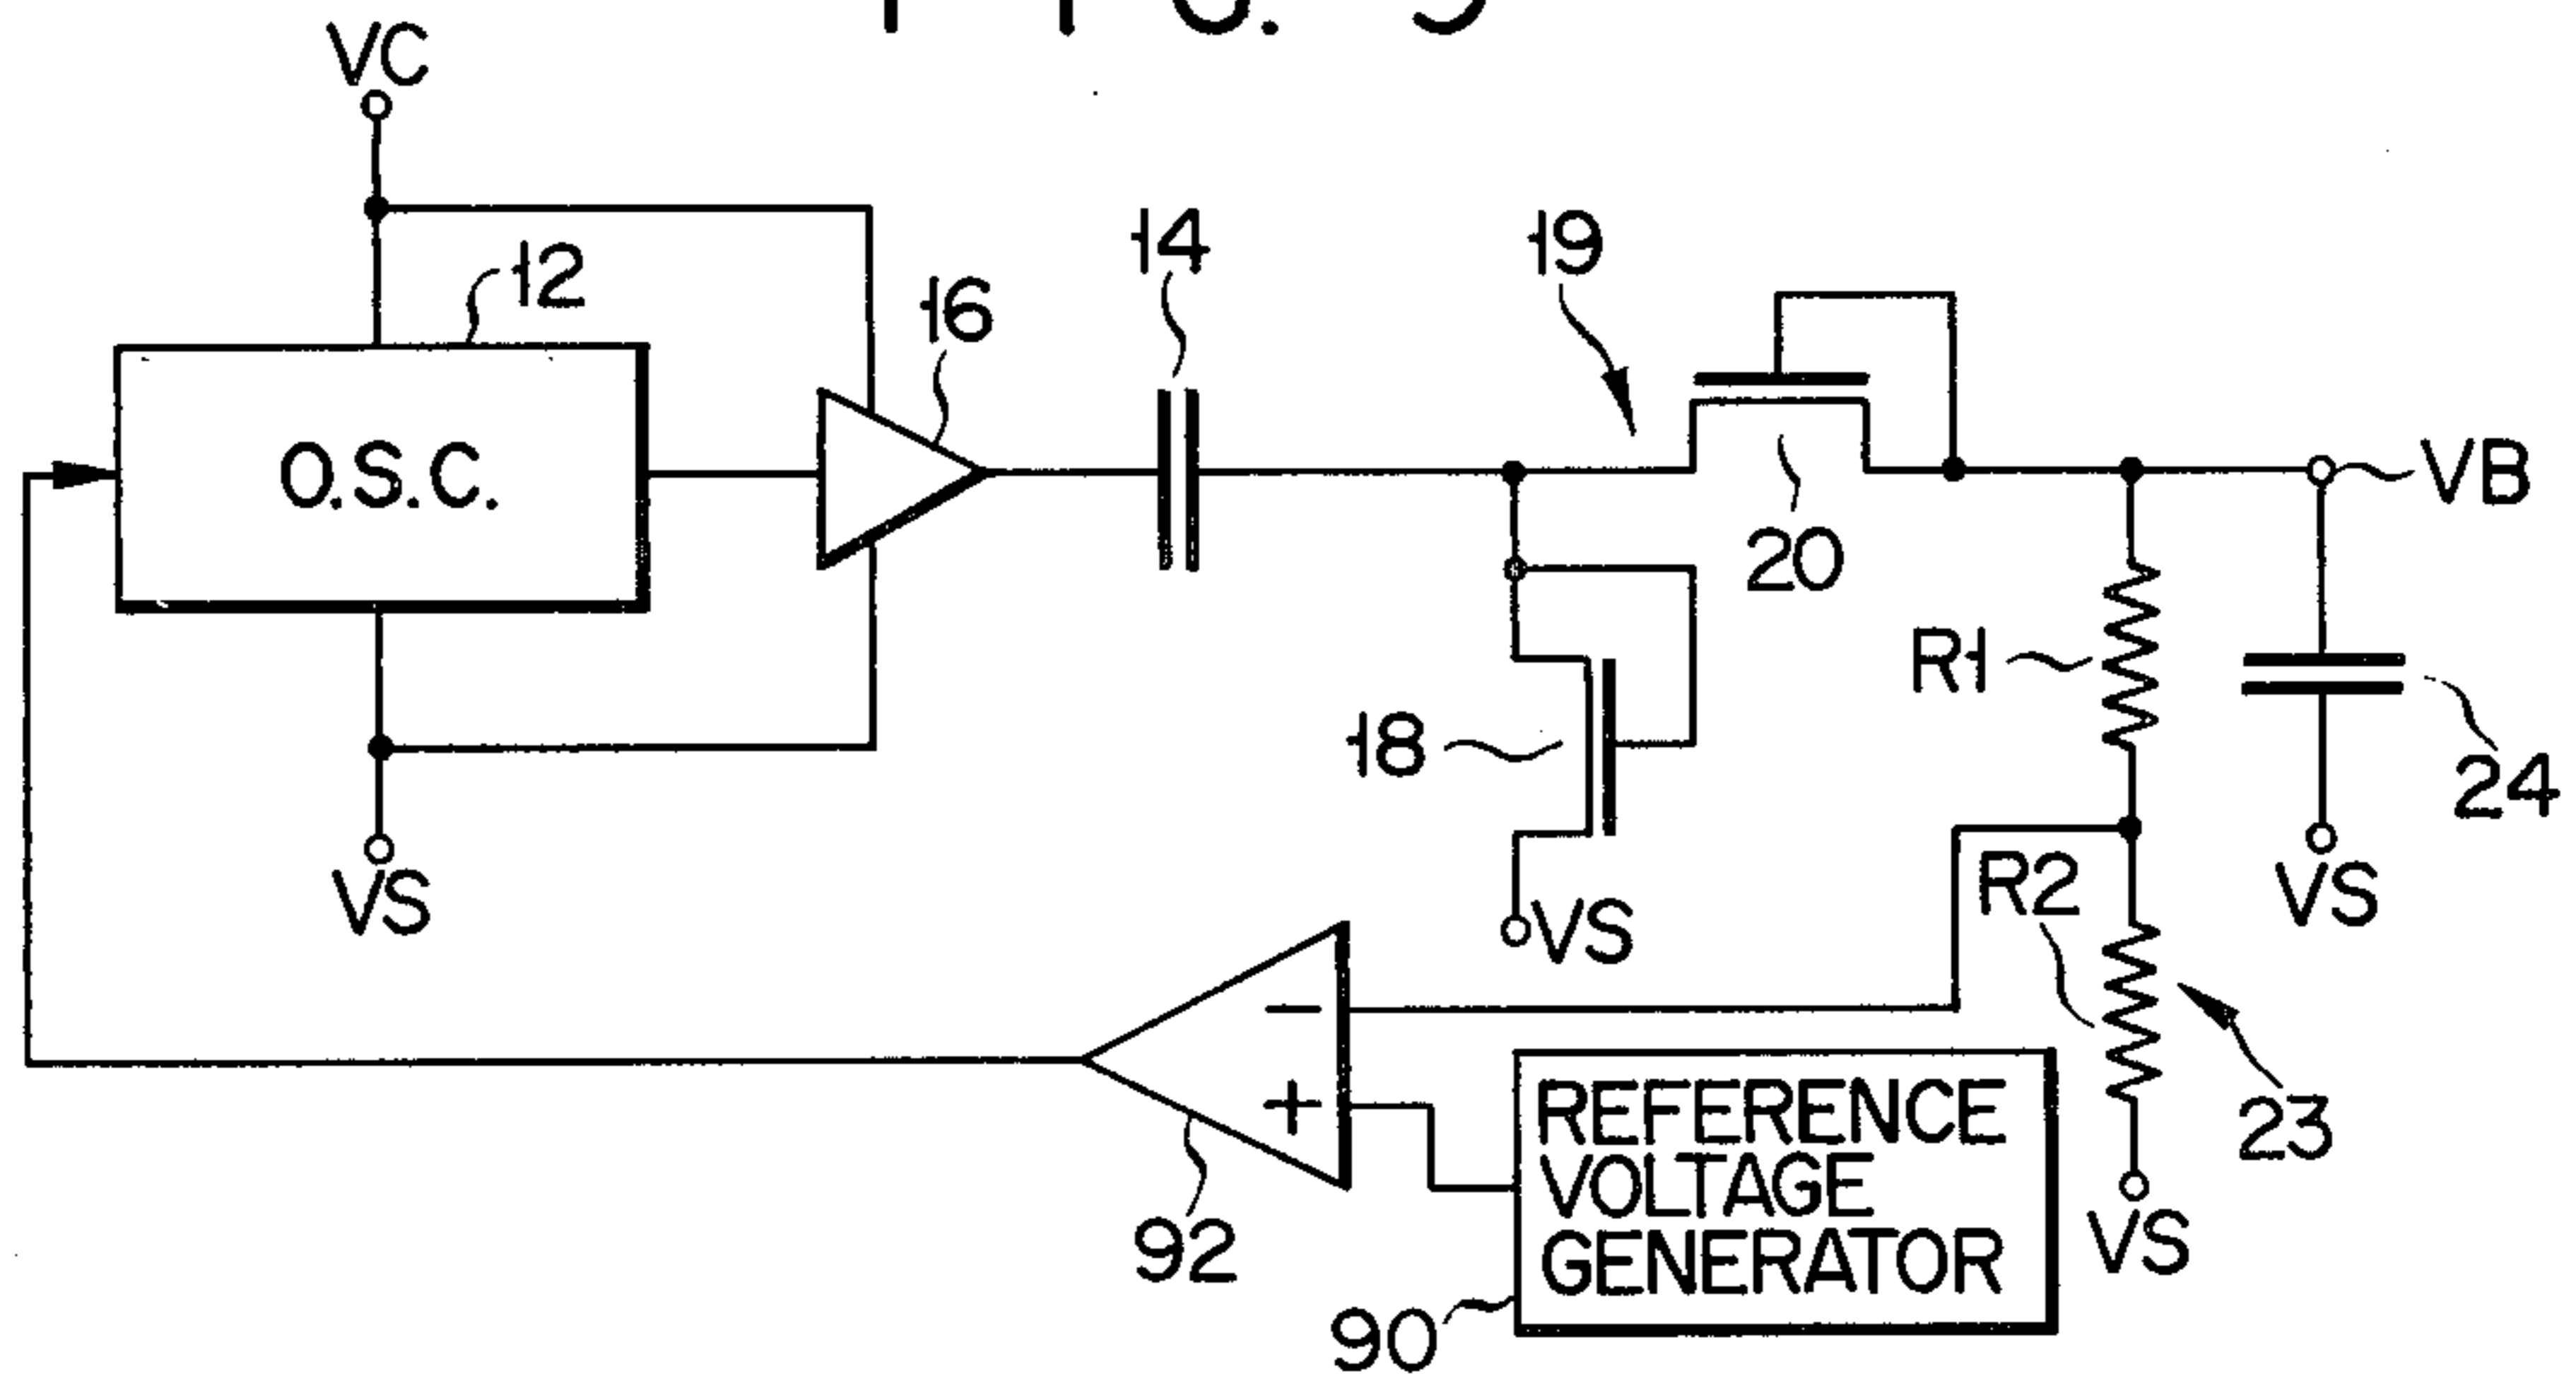 VC
12
16
14
19
O.S.C.
20
VB
R1
18
24
VS
R2
VS
VS
−
+
REFERENCE
VOLTAGE
GENERATOR
23
92
VS
90